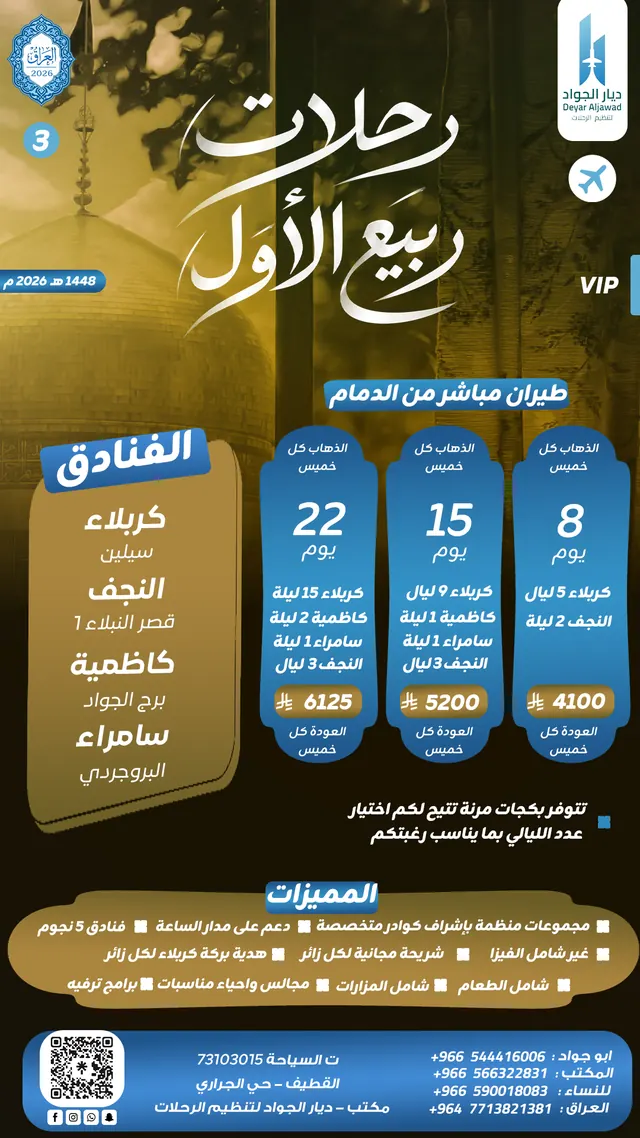 العراق
2026
ديار الجواد
Deyar Aljawad
لتنظيم الرحلات
3
رحلات
ربيع الأول
1448 هـ 2026 م
VIP
طيران مباشر من الدمام
الذهاب كل
خميس
8
يوم
كربلاء 5 ليال
النجف 2 ليلة
4100
العودة كل
خميس
الذهاب كل
خميس
15
يوم
كربلاء 9 ليال
كاظمية 1 ليلة
سامراء 1 ليلة
النجف 3 ليال
5200
العودة كل
خميس
الذهاب كل
خميس
22
يوم
كربلاء 15 ليلة
كاظمية 2 ليلة
سامراء 1 ليلة
النجف 3 ليال
6125
العودة كل
خميس
الفنادق
كربلاء
سيلين
النجف
قصر النبلاء 1
كاظمية
برج الجواد
سامراء
البروجردي
تتوفر بكجات مرنة تتيح لكم اختيار
عدد الليالي بما يناسب رغبتكم
المميزات
مجموعات منظمة بإشراف كوادر متخصصة دعم على مدار الساعة فنادق 5 نجوم
غير شامل الفيزا شريحة مجانية لكل زائر هدية بركة كربلاء لكل زائر
شامل الطعام شامل المزارات مجالس واحياء مناسبات برامج ترفيه
ابو جواد : 544416006 966+
المكتب : 566322831 966+
للنساء : 590018083 966+
العراق : 7713821381 964+
ت السياحة 73103015
القطيف – حي الجراري
مكتب – ديار الجواد لتنظيم الرحلات